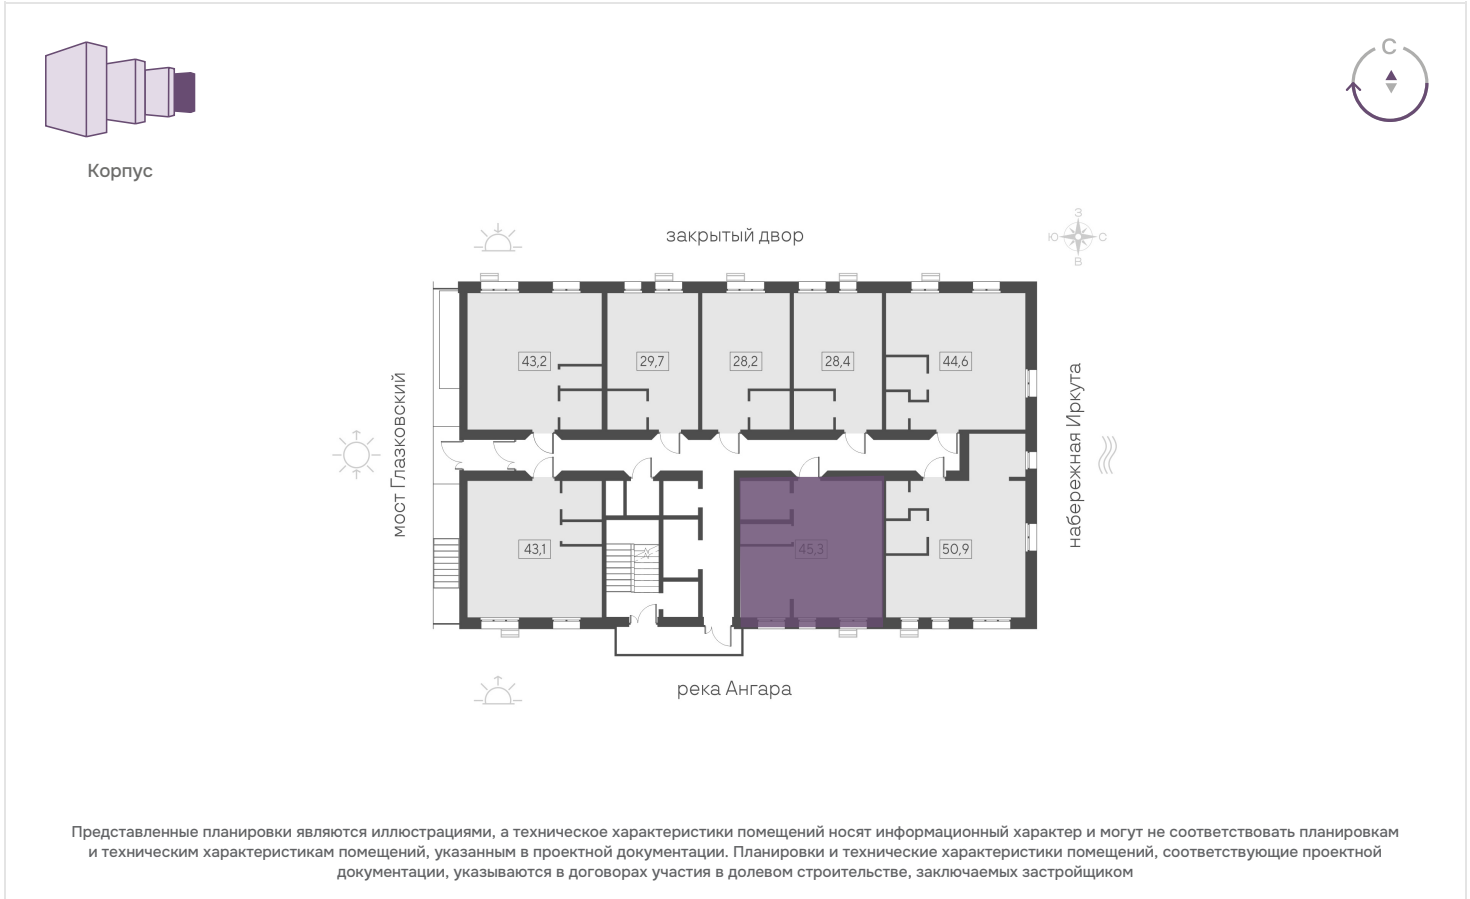 С
Корпус
закрытый двор
З
Ю
С
В
43,2
29,7
28,2
28,4
44,6
мост Глазковский
набережная Иркута
43,1
45,3
50,9
река Ангара
Представленные планировки являются иллюстрациями, а техническое характеристики помещений носят информационный характер и могут не соответствовать планировкам
и техническим характеристикам помещений, указанным в проектной документации. Планировки и технические характеристики помещений, соответствующие проектной
документации, указываются в договорах участия в долевом строительстве, заключаемых застройщиком